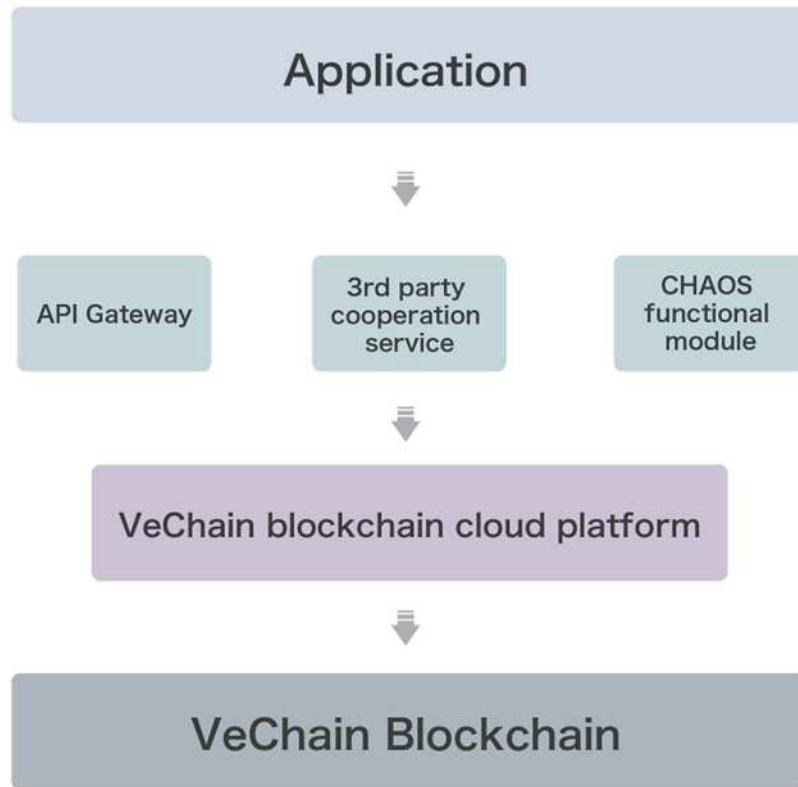 Application
API Gateway
3rd party
cooperation
service
CHAOS
functional
module
VeChain blockchain cloud platform
VeChain Blockchain